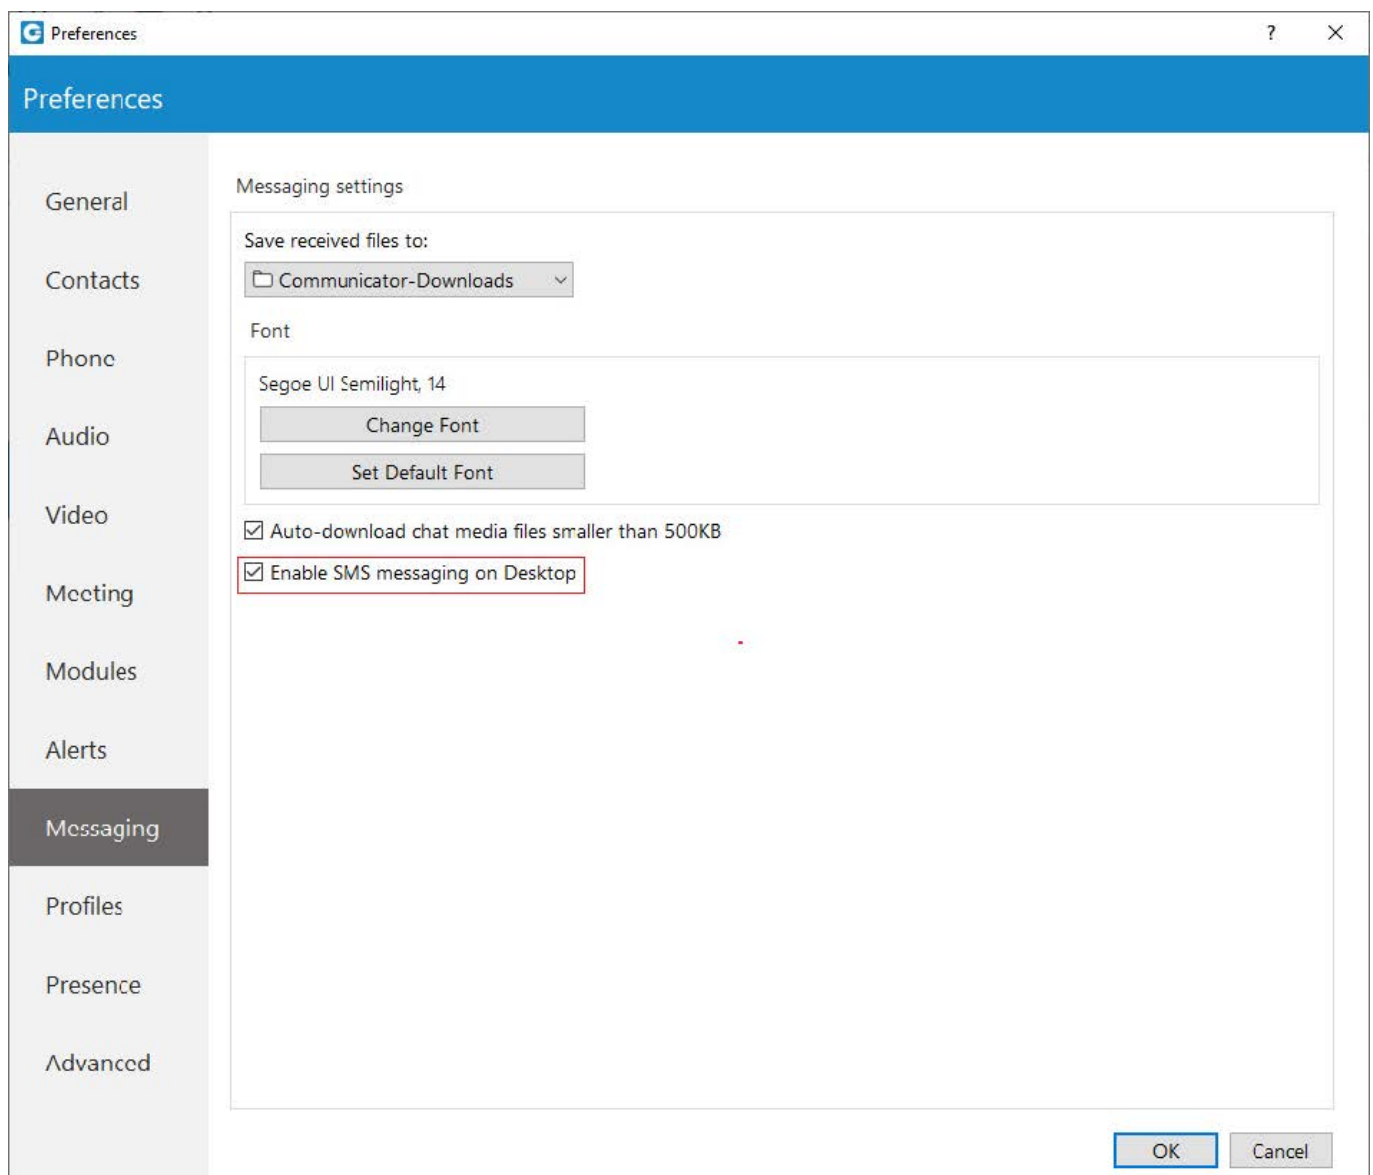 Preferences
?
Preferences
General
Contacts
Phone
Audio
Video
Meeting
Modules
Alerts
Messaging
Profiles
Presence
Advanced
Messaging settings
Save received files to:
Communicator-Downloads
Font
Segoe UI Semilight, 14
Change Font
Set Default Font
Auto-download chat media files smaller than 500KB
Enable SMS messaging on Desktop
OK
Cancel